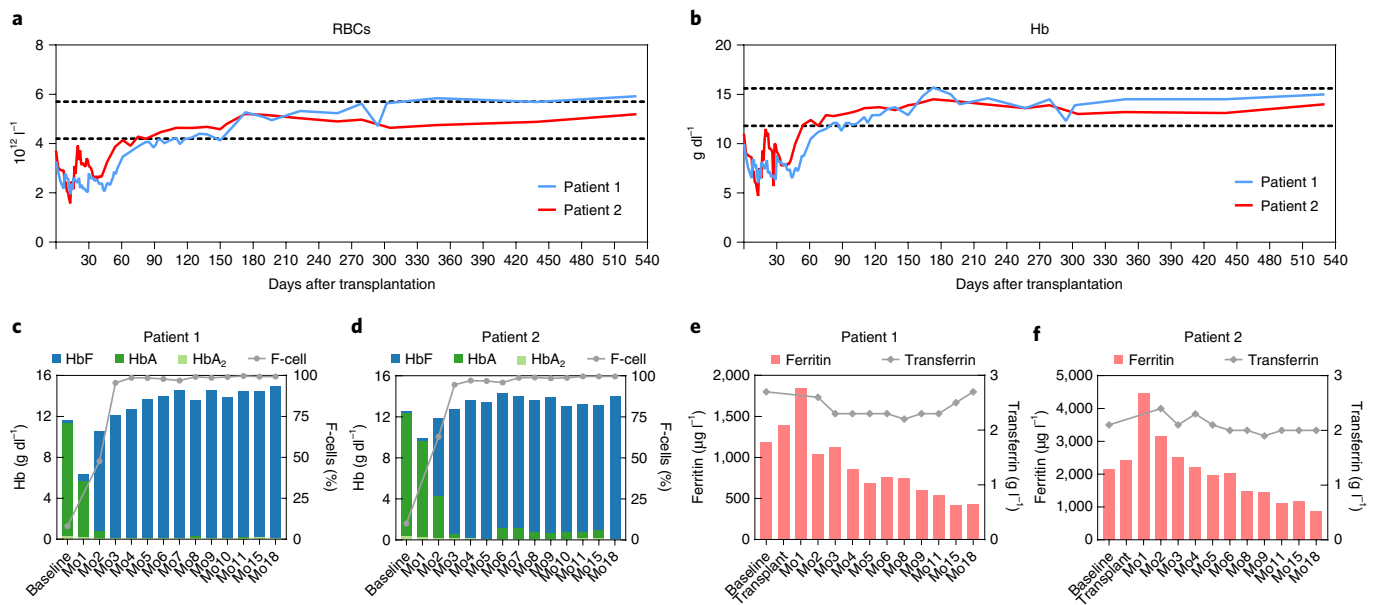 a
RBCs
8
6
4
2
0
10¹² l⁻¹
30 60 90 120 150 180 210 240 270 300 330 360 390 420 450 480 510 540
Days after transplantation
Patient 1
Patient 2
b
Hb
20
15
10
5
0
g dl⁻¹
30 60 90 120 150 180 210 240 270 300 330 360 390 420 450 480 510 540
Days after transplantation
Patient 1
Patient 2
c
Patient 1
HbF HbA HbA₂ F-cell
16
12
8
4
0
Hb (g dl⁻¹)
100
75
50
25
0
F-cells (%)
Baseline Mo1 Mo2 Mo3 Mo4 Mo5 Mo6 Mo7 Mo8 Mo9 Mo10 Mo11 Mo15 Mo18
d
Patient 2
HbF HbA HbA₂ F-cell
16
12
8
4
0
Hb (g dl⁻¹)
100
75
50
25
0
F-cells (%)
Baseline Mo1 Mo2 Mo3 Mo4 Mo5 Mo6 Mo7 Mo8 Mo9 Mo10 Mo11 Mo15 Mo18
e
Patient 1
Ferritin Transferrin
2,000
1,500
1,000
500
0
Ferritin (µg l⁻¹)
3
2
1
0
Transferrin (g l⁻¹)
Baseline Transplant Mo1 Mo2 Mo3 Mo4 Mo5 Mo6 Mo8 Mo9 Mo11 Mo15 Mo18
f
Patient 2
Ferritin Transferrin
5,000
4,000
3,000
2,000
1,000
0
Ferritin (µg l⁻¹)
3
2
1
0
Transferrin (g l⁻¹)
Baseline Transplant Mo1 Mo2 Mo3 Mo4 Mo5 Mo6 Mo8 Mo9 Mo11 Mo15 Mo18